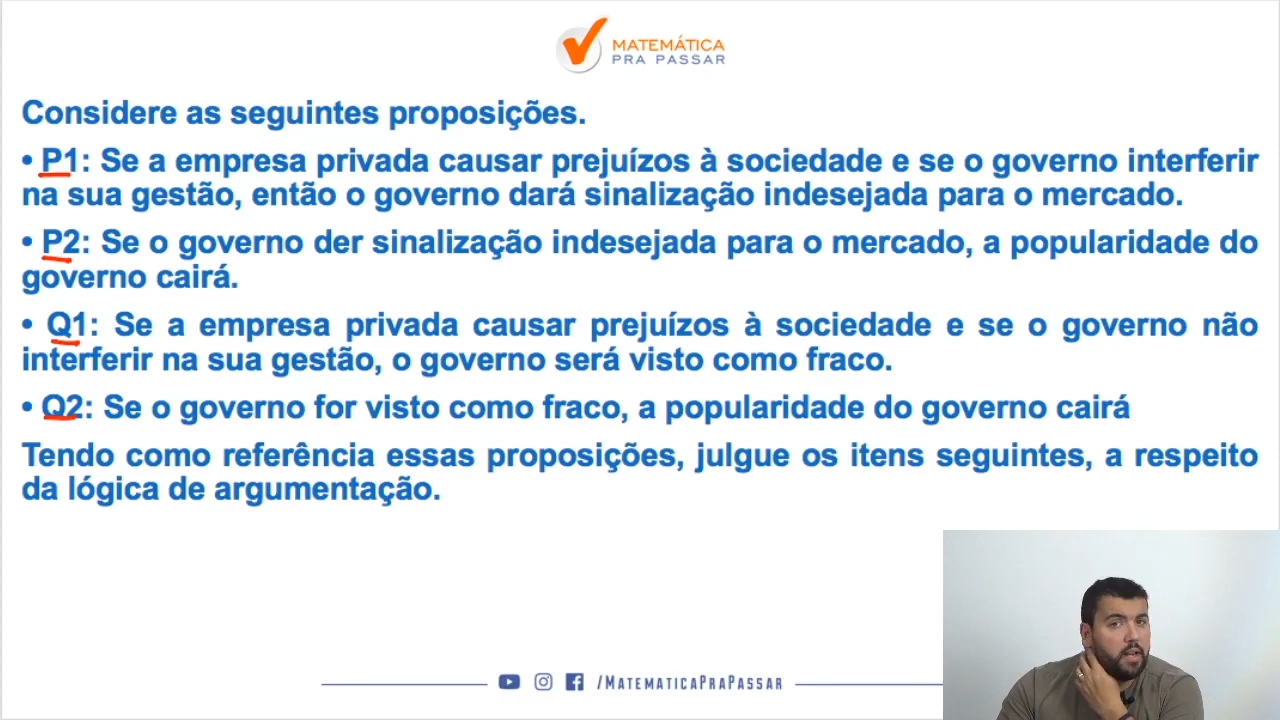 MATEMÁTICA
PRA PASSAR
Considere as seguintes proposições.
• P1: Se a empresa privada causar prejuízos à sociedade e se o governo interferir
na sua gestão, então o governo dará sinalização indesejada para o mercado.
• P2: Se o governo der sinalização indesejada para o mercado, a popularidade do
governo cairá.
• Q1: Se a empresa privada causar prejuízos à sociedade e se o governo não
interferir na sua gestão, o governo será visto como fraco.
• Q2: Se o governo for visto como fraco, a popularidade do governo cairá
Tendo como referência essas proposições, julgue os itens seguintes, a respeito
da lógica de argumentação.
/MATEMATICAPRAPASSAR